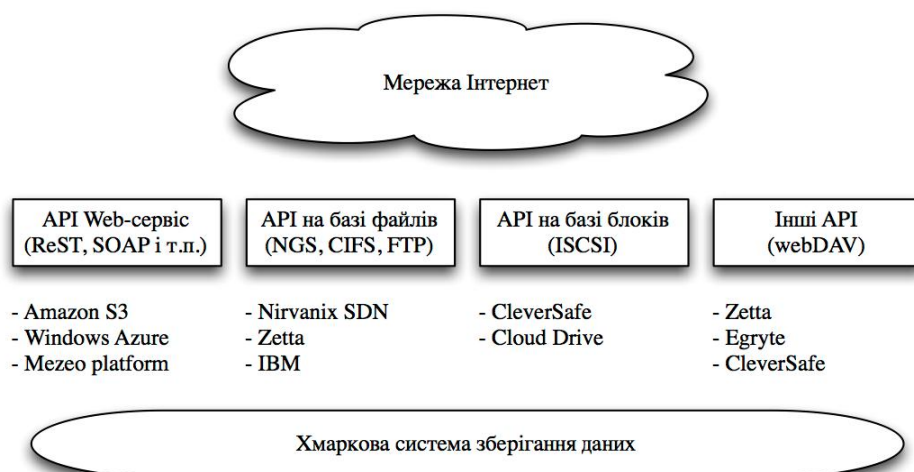 Мережа Інтернет
API Web-сервіс
(ReST, SOAP і т.п.)
API на базі файлів
(NGS, CIFS, FTP)
API на базі блоків
(ISCSI)
Інші API
(webDAV)
- Amazon S3
- Windows Azure
- Mezeo platform
- Nirvanix SDN
- Zetta
- IBM
- CleverSafe
- Cloud Drive
- Zetta
- Egryte
- CleverSafe
Хмаркова система зберігання даних